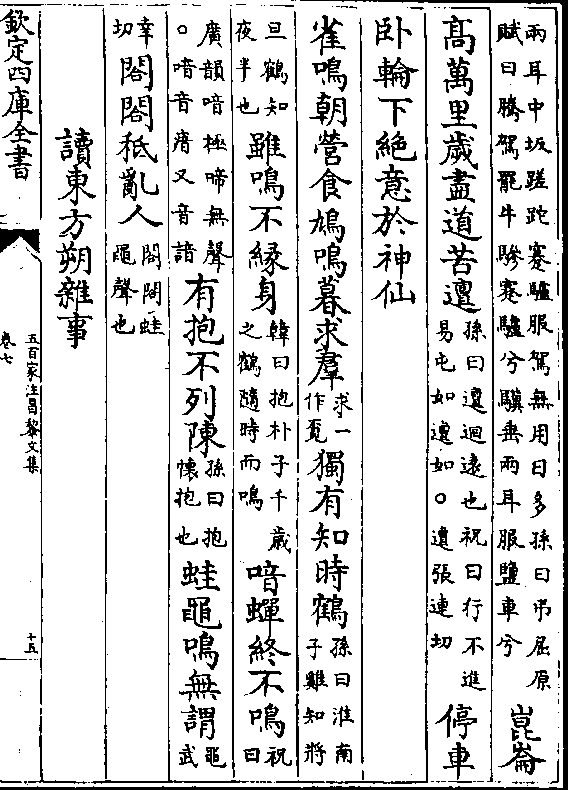 兩耳中坂蹉跎蹇驢服駕無用日多孫曰弔屈原
賦曰騰駕罷牛驂蹇驢兮驥垂兩耳服鹽車兮
崑崙
高萬里歲盡道苦邅
孫曰邅迴遠也祝曰行不進
易屯如邅如○邅張連切
停車
卧輪下絶意於神仙
雀鳴朝營食鳩鳴暮求羣
求一
作覓
獨有知時鶴
孫曰淮南
子雞知將
旦鶴知
夜半也
雖鳴不縁身
韓曰抱朴子千歲
之鶴隨時而鳴
喑蟬終不鳴
祝
曰
廣韻喑極啼無聲
○喑音瘖又音諳
有抱不列陳
孫曰抱
懷抱也
蛙黽鳴無謂
黽
武
幸
切
閤閤秪亂人
閤閤蛙
黽聲也
讀東方朔雜事
欽定四庫全書
五百家注昌黎文集
卷七
十五